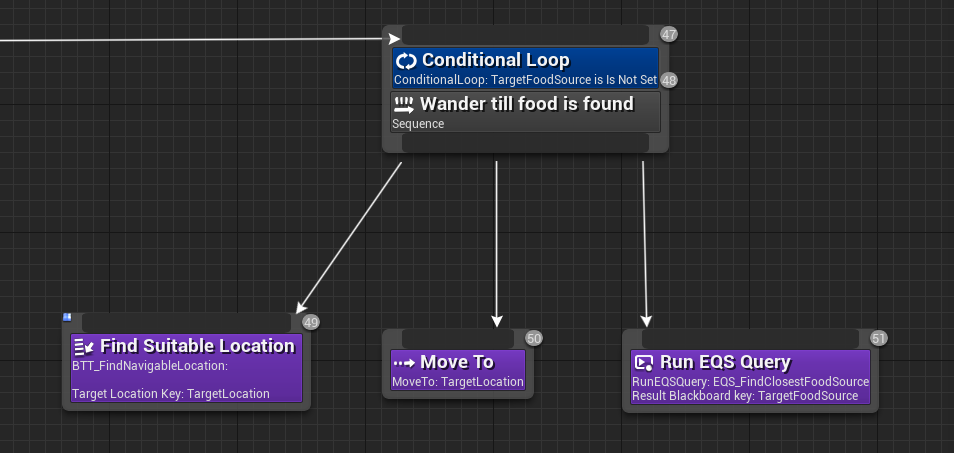 47
Conditional Loop
ConditionalLoop: TargetFoodSource is Is Not Set
48
Wander till food is found
Sequence
49
Find Suitable Location
BTT_FindNavigableLocation:
Target Location Key: TargetLocation
50
Move To
MoveTo: TargetLocation
51
Run EQS Query
RunEQSQuery: EQS_FindClosestFoodSource
Result Blackboard key: TargetFoodSource